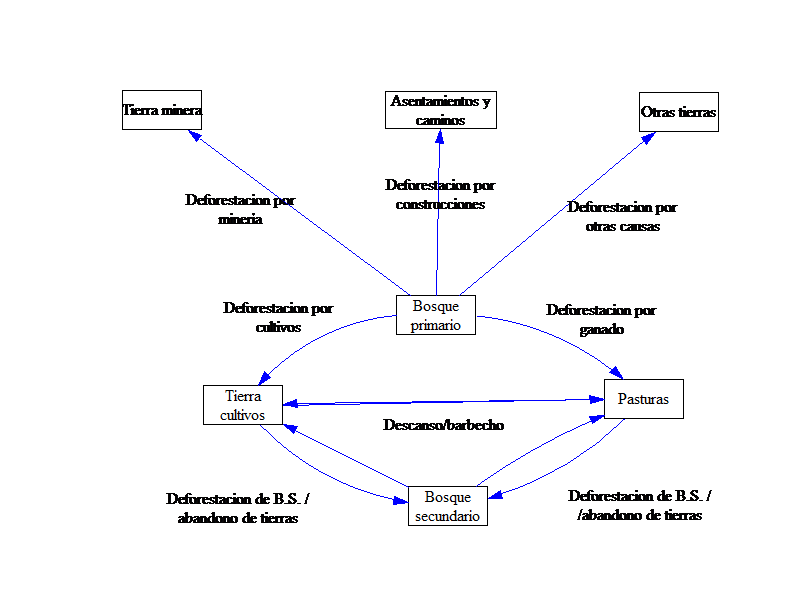 Tierra minera
Asentamientos y
caminos
Otras tierras
Deforestacion por
mineria
Deforestacion por
construcciones
Deforestacion por
otras causas
Bosque
primario
Deforestacion por
cultivos
Deforestacion por
ganado
Tierra
cultivos
Pasturas
Descanso/barbecho
Bosque
secundario
Deforestacion de B.S. /
abandono de tierras
Deforestacion de B.S. /
/abandono de tierras